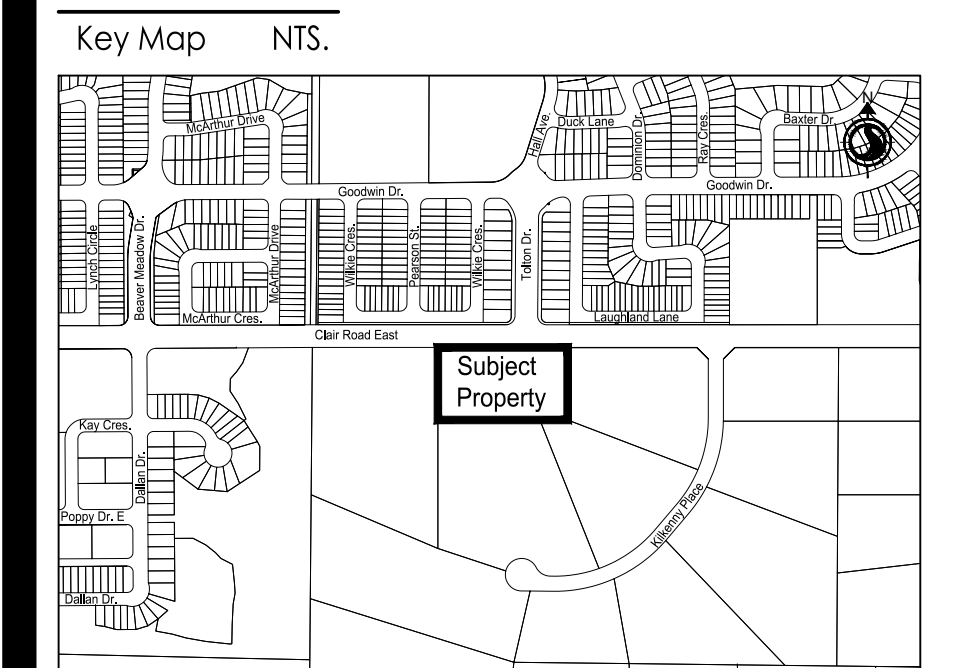 Key Map NTS.
McArthur Drive
Hall Ave.
Duck Lane
Dominion Dr.
Ray Cres.
Baxter Dr.
N
Goodwin Dr.
Goodwin Dr.
Lynch Circle
Beaver Meadow Dr.
McArthur Drive
Wilkie Cres.
Pearson St.
Wilkie Cres.
Tolton Dr.
McArthur Cres.
Laughland Lane
Clair Road East
Subject
Property
Kay Cres.
Dallan Dr.
Poppy Dr. E
Kilkenny Place
Dallan Dr.